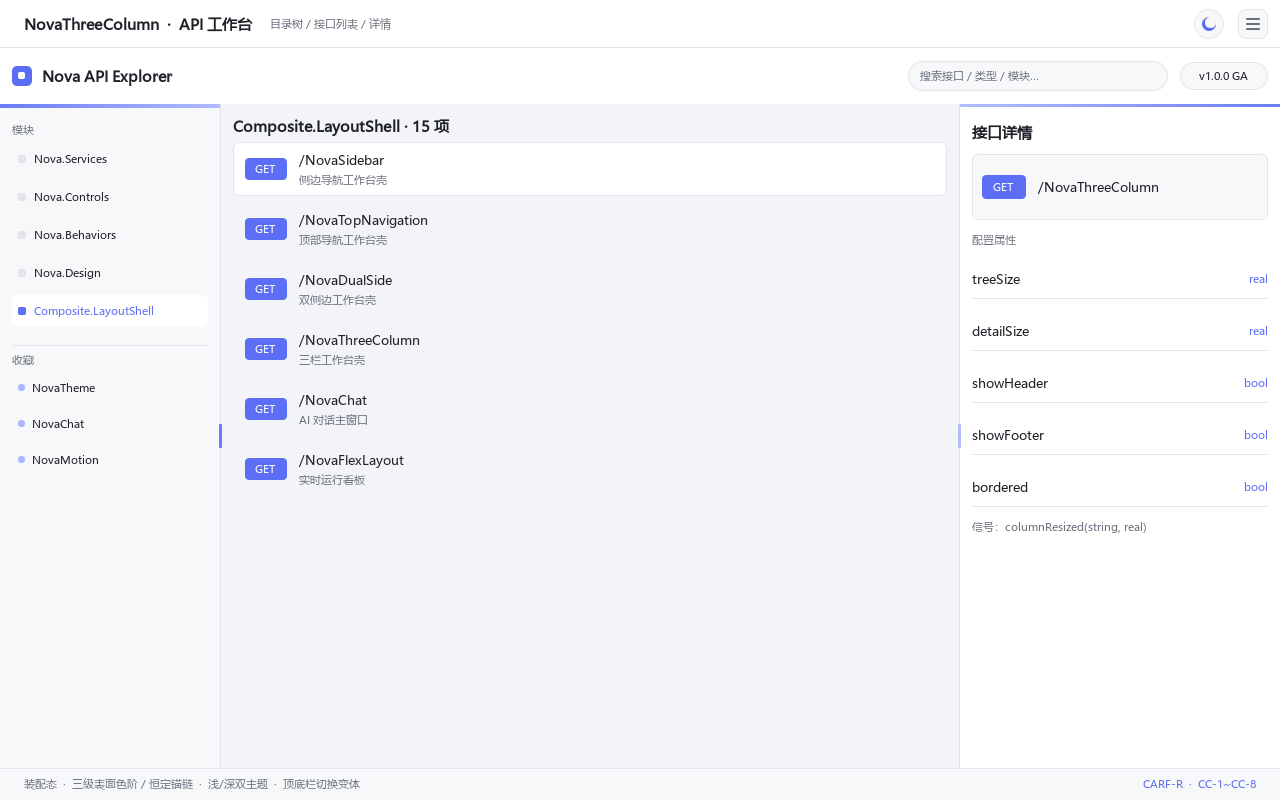 NovaThreeColumn · API 工作台 目录树 / 接口列表 / 详情
Nova API Explorer
搜索接口 / 类型 / 模块...
v1.0.0 GA
模块
Nova.Services
Nova.Controls
Nova.Behaviors
Nova.Design
Composite.LayoutShell
收藏
NovaTheme
NovaChat
NovaMotion
Composite.LayoutShell · 15 项
GET /NovaSidebar
侧边导航工作台壳
GET /NovaTopNavigation
顶部导航工作台壳
GET /NovaDualSide
双侧边工作台壳
GET /NovaThreeColumn
三栏工作台壳
GET /NovaChat
AI 对话主窗口
GET /NovaFlexLayout
实时运行看板
接口详情
GET /NovaThreeColumn
配置属性
treeSize real
detailSize real
showHeader bool
showFooter bool
bordered bool
信号: columnResized(string, real)
装配态 · 三级表面色阶 / 恒定锚链 · 浅/深双主题 · 顶底栏切换变体
CARF-R · CC-1~CC-8